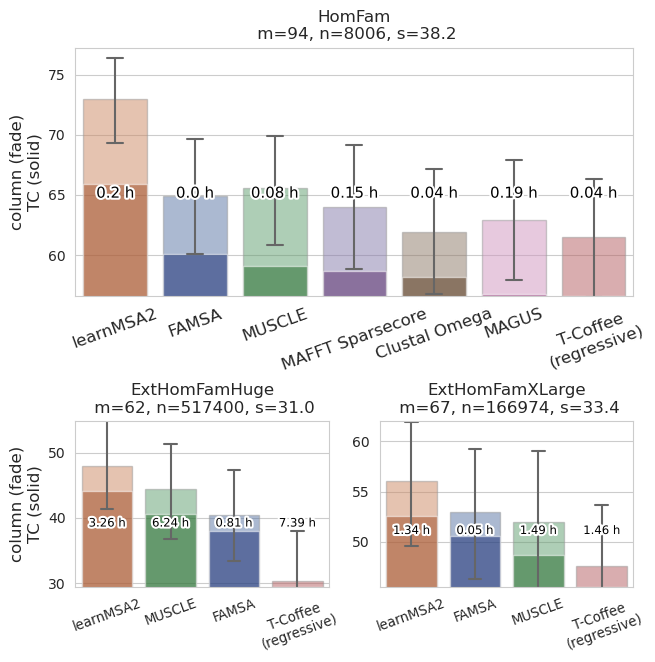 HomFam
m=94, n=8006, s=38.2
column (fade)
TC (solid)
75
70
65
60
0.2 h
0.0 h
0.08 h
0.15 h
0.04 h
0.19 h
0.04 h
learnMSA2
FAMSA
MUSCLE
MAFFT Sparsecore
Clustal Omega
MAGUS
T-Coffee
(regressive)
ExtHomFamHuge
m=62, n=517400, s=31.0
column (fade)
TC (solid)
50
40
30
3.26 h
6.24 h
0.81 h
7.39 h
learnMSA2
MUSCLE
FAMSA
T-Coffee
(regressive)
ExtHomFamXLarge
m=67, n=166974, s=33.4
60
55
50
1.34 h
0.05 h
1.49 h
1.46 h
learnMSA2
FAMSA
MUSCLE
T-Coffee
(regressive)